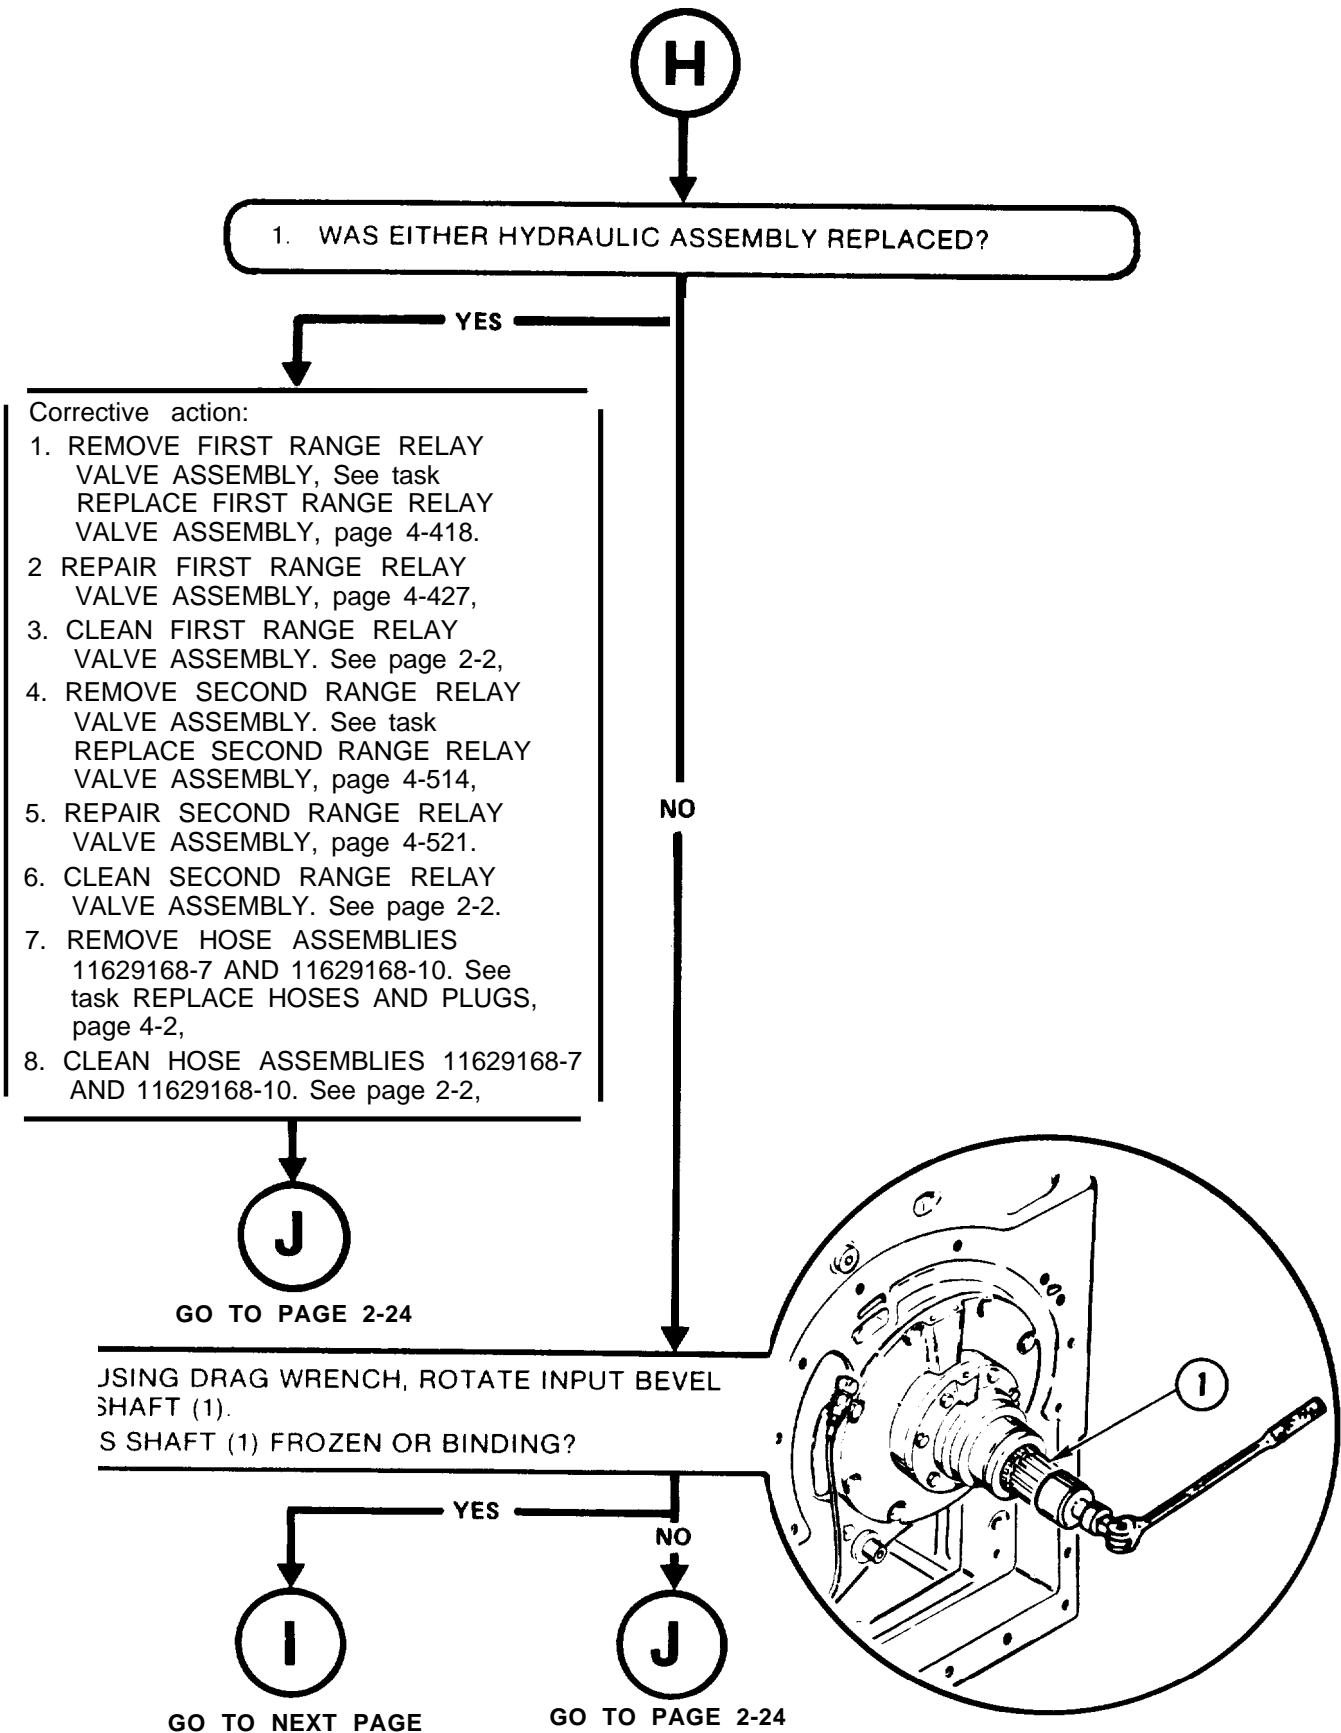 H
1. WAS EITHER HYDRAULIC ASSEMBLY REPLACED?
YES
Corrective action:
1. REMOVE FIRST RANGE RELAY
VALVE ASSEMBLY, See task
REPLACE FIRST RANGE RELAY
VALVE ASSEMBLY, page 4-418.
2 REPAIR FIRST RANGE RELAY
VALVE ASSEMBLY, page 4-427,
3. CLEAN FIRST RANGE RELAY
VALVE ASSEMBLY. See page 2-2,
4. REMOVE SECOND RANGE RELAY
VALVE ASSEMBLY. See task
REPLACE SECOND RANGE RELAY
VALVE ASSEMBLY, page 4-514,
5. REPAIR SECOND RANGE RELAY
VALVE ASSEMBLY, page 4-521.
6. CLEAN SECOND RANGE RELAY
VALVE ASSEMBLY. See page 2-2.
7. REMOVE HOSE ASSEMBLIES
11629168-7 AND 11629168-10. See
task REPLACE HOSES AND PLUGS,
page 4-2,
8. CLEAN HOSE ASSEMBLIES 11629168-7
AND 11629168-10. See page 2-2,
NO
J
GO TO PAGE 2-24
USING DRAG WRENCH, ROTATE INPUT BEVEL
SHAFT (1).
S SHAFT (1) FROZEN OR BINDING?
1
YES
NO
I
GO TO NEXT PAGE
J
GO TO PAGE 2-24